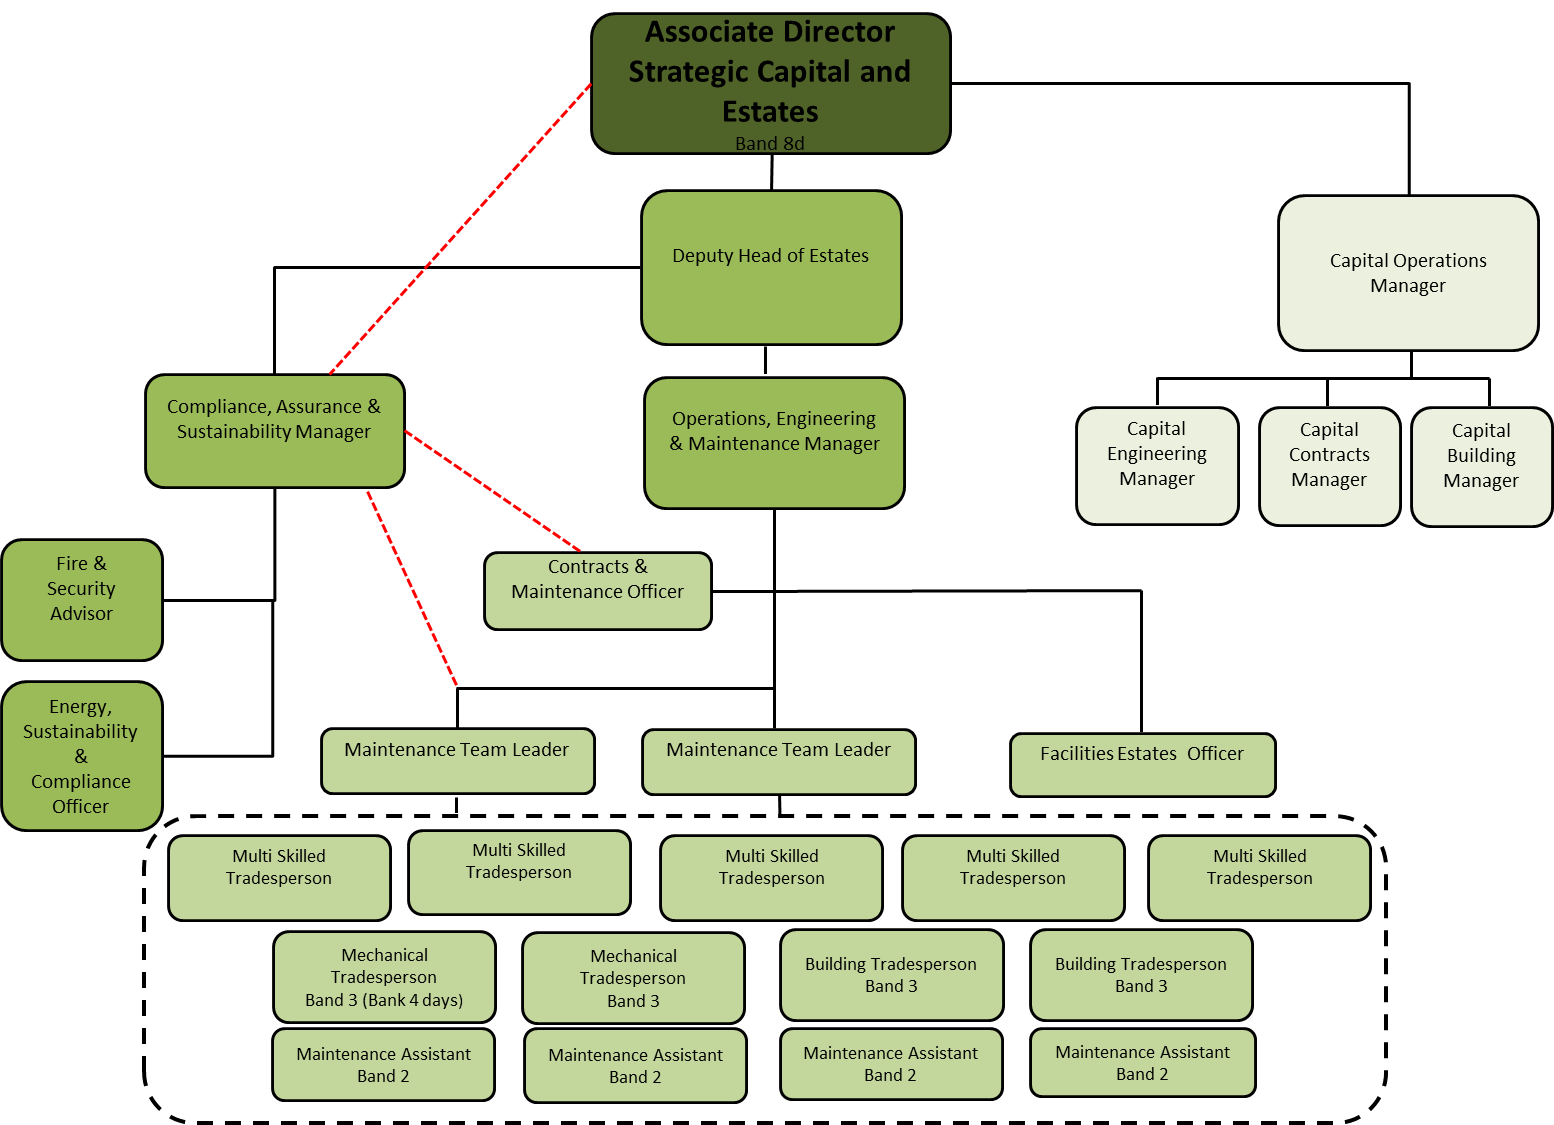 Associate Director
Strategic Capital and
Estates
Band 8d
Deputy Head of Estates
Capital Operations
Manager
Compliance, Assurance &
Sustainability Manager
Operations, Engineering
& Maintenance Manager
Capital
Engineering
Manager
Capital
Contracts
Manager
Capital
Building
Manager
Fire &
Security
Advisor
Contracts &
Maintenance Officer
Energy,
Sustainability
&
Compliance
Officer
Maintenance Team Leader
Maintenance Team Leader
Facilities Estates Officer
Multi Skilled
Tradesperson
Multi Skilled
Tradesperson
Multi Skilled
Tradesperson
Multi Skilled
Tradesperson
Multi Skilled
Tradesperson
Mechanical
Tradesperson
Band 3 (Bank 4 days)
Mechanical
Tradesperson
Band 3
Building Tradesperson
Band 3
Building Tradesperson
Band 3
Maintenance Assistant
Band 2
Maintenance Assistant
Band 2
Maintenance Assistant
Band 2
Maintenance Assistant
Band 2